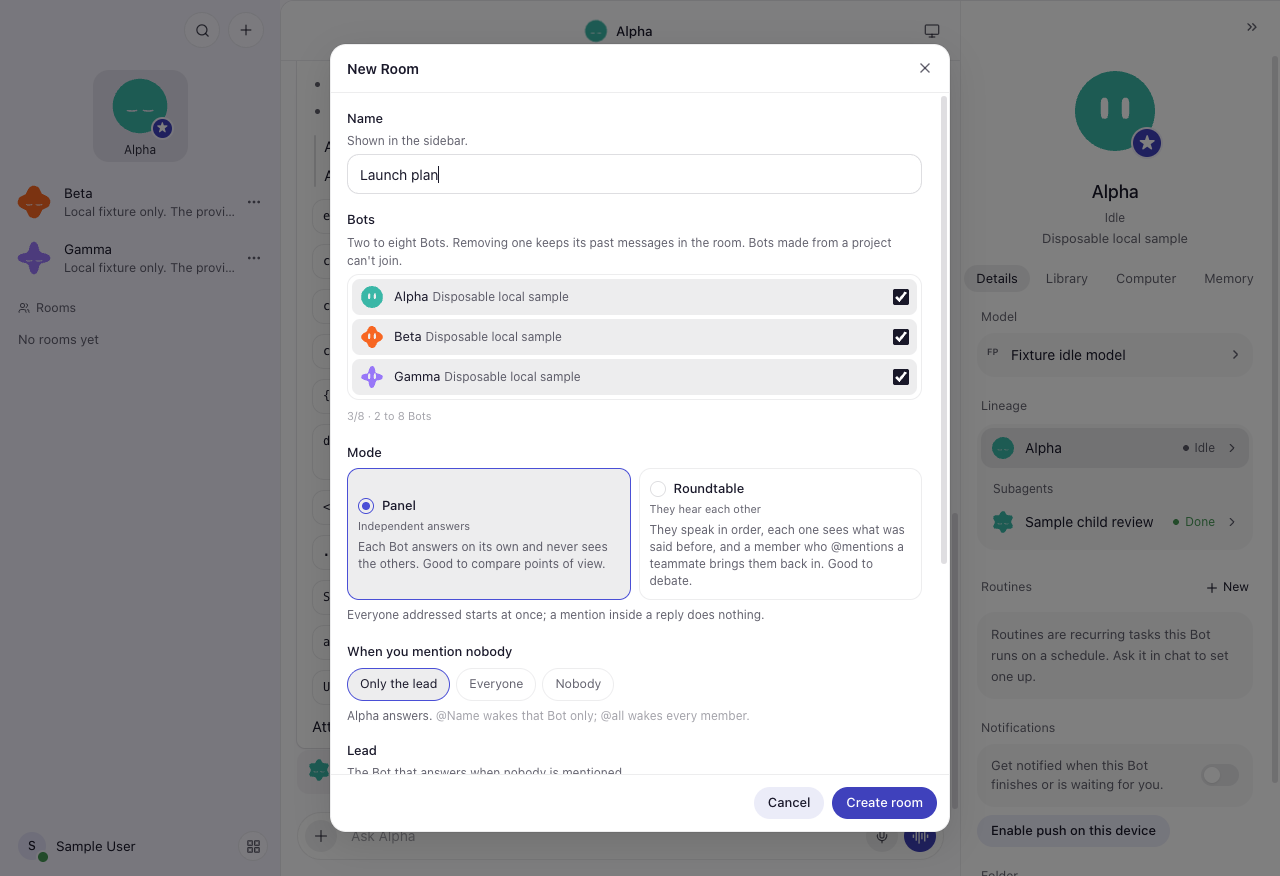 Alpha
New Room
Name
Shown in the sidebar.
Launch plan
Bots
Two to eight Bots. Removing one keeps its past messages in the room. Bots made from a project
can't join.
Alpha Disposable local sample
Beta Disposable local sample
Gamma Disposable local sample
3/8 · 2 to 8 Bots
Mode
Panel
Independent answers
Each Bot answers on its own and never sees
the others. Good to compare points of view.
Roundtable
They hear each other
They speak in order, each one sees what was
said before, and a member who @mentions a
teammate brings them back in. Good to
debate.
Everyone addressed starts at once; a mention inside a reply does nothing.
When you mention nobody
Only the lead
Everyone
Nobody
Alpha answers. @Name wakes that Bot only; @all wakes every member.
Lead
The Bot that answers when nobody is mentioned.
Cancel
Create room
Alpha
Beta
Local fixture only. The provi...
Gamma
Local fixture only. The provi...
Rooms
No rooms yet
S
Sample User
Att
Ask Alpha
Alpha
Idle
Disposable local sample
Details
Library
Computer
Memory
Model
FP
Fixture idle model
Lineage
Alpha
Idle
Subagents
Sample child review
Done
Routines
New
Routines are recurring tasks this Bot
runs on a schedule. Ask it in chat to set
one up.
Notifications
Get notified when this Bot
finishes or is waiting for you.
Enable push on this device
Folder